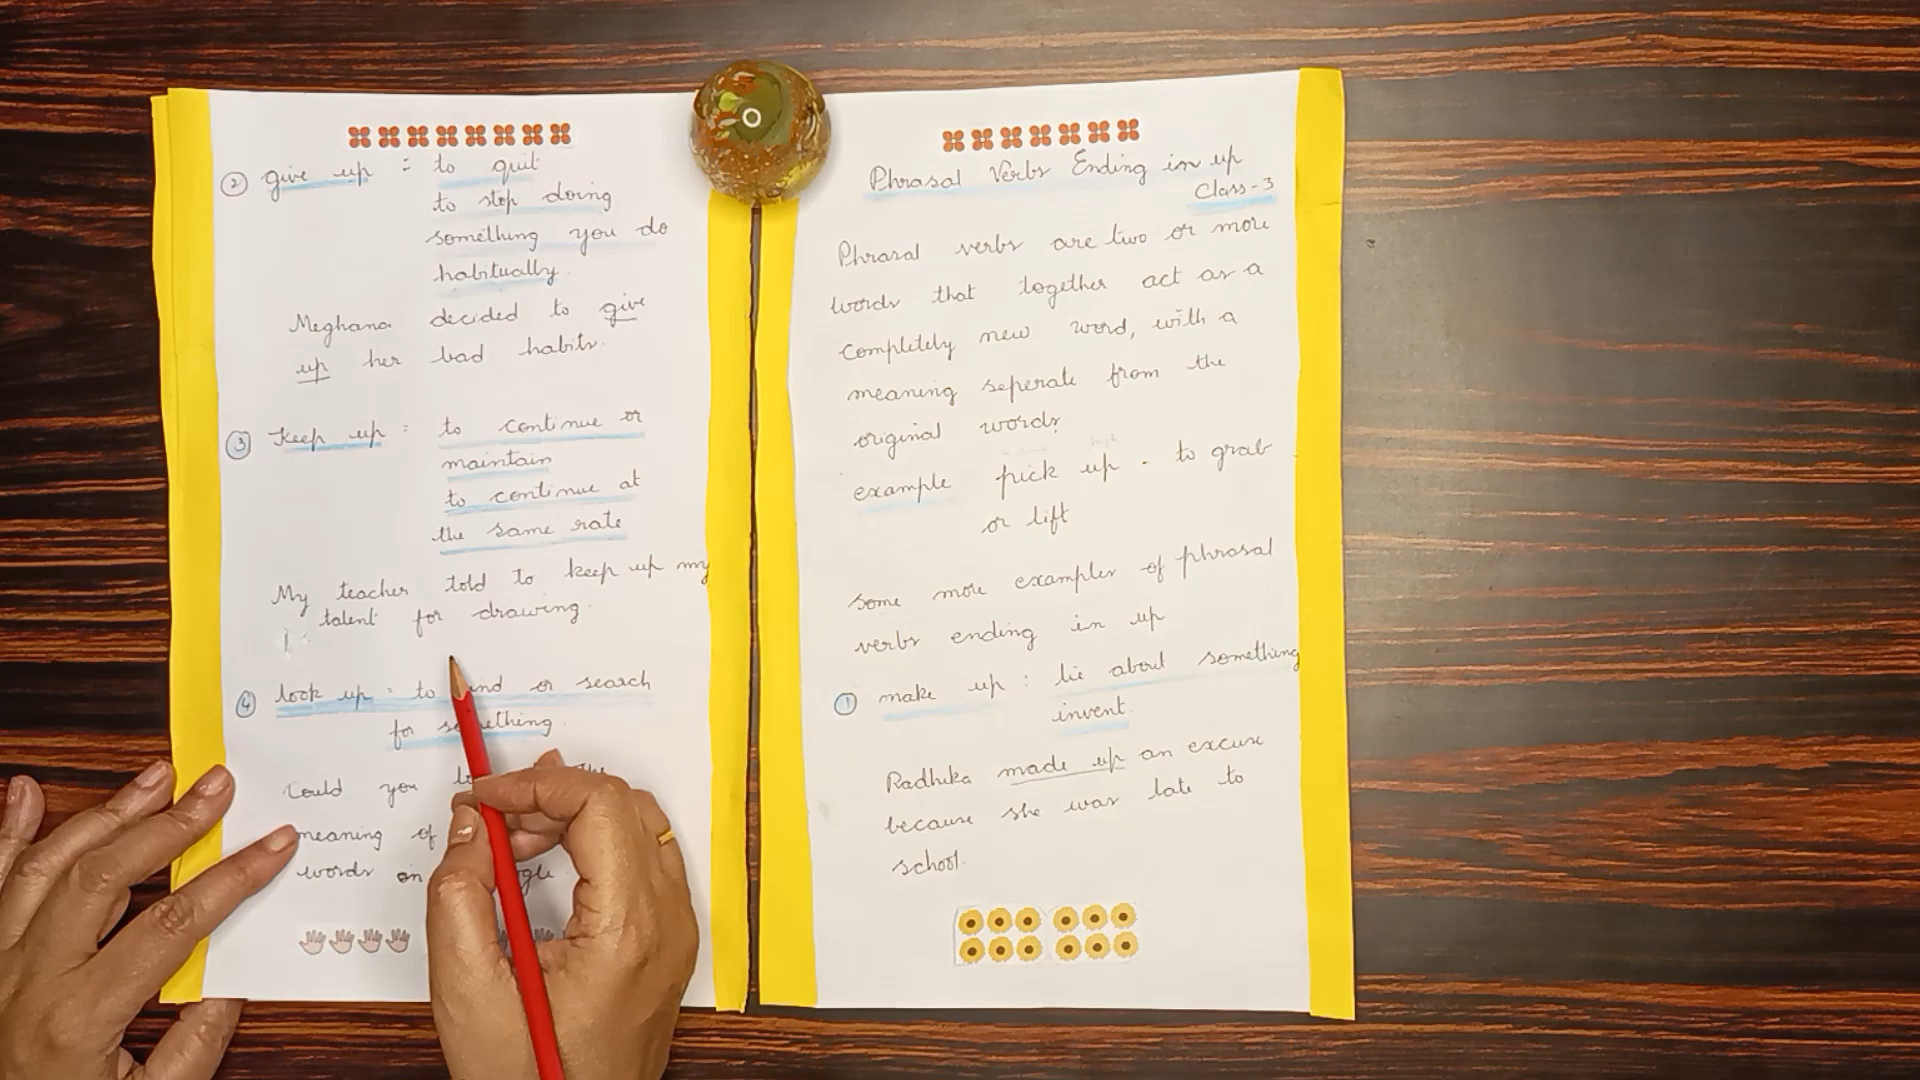 Phrasal Verbs Ending in up
Class-3
Phrasal verbs are two or more
words that together act as a
completely new word, with a
meaning seperate from the
original words
example pick up - to grab
or lift
some more examples of phrasal
verbs ending in up
① make up : lie about something
invent.
Radhika made up an excuse
because she was late to
school.
② give up = to quit
to stop doing
something you do
habitually.
Meghana decided to give
up her bad habits.
③ Keep up : to continue or
maintain
to continue at
the same rate
My teacher told to keep up my
talent for drawing.
④ look up : to find or search
for something.
Could you the
meaning of
words on